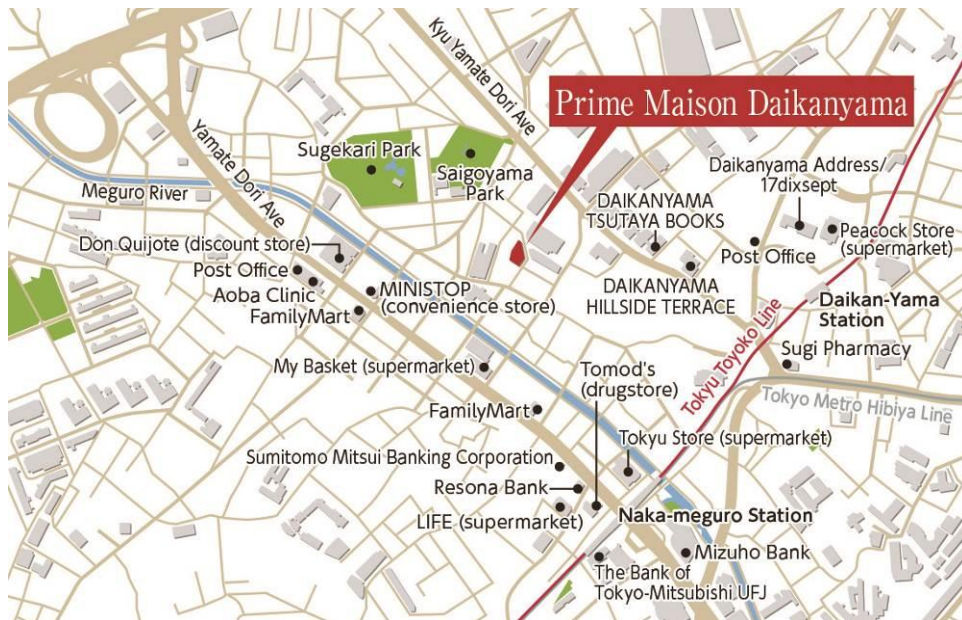 Kyu Yamate Dori Ave
Prime Maison Daikanyama
Yamate Dori Ave
Sugekari Park
Saigoyama
Park
Daikanyama Address/
17dixsept
Meguro River
DAIKANYAMA
TSUTAYA BOOKS
Don Quijote (discount store)
Peacock Store
(supermarket)
Post Office
Post Office
Aoba Clinic
MINISTOP
(convenience store)
DAIKANYAMA
HILLSIDE TERRACE
FamilyMart
Daikan-Yama
Station
Tokyu Toyoko Line
Sugi Pharmacy
My Basket (supermarket)
Tomod's
(drugstore)
Tokyo Metro Hibiya Line
FamilyMart
Tokyu Store (supermarket)
Sumitomo Mitsui Banking Corporation
Resona Bank
LIFE (supermarket)
Naka-meguro Station
Mizuho Bank
The Bank of
Tokyo-Mitsubishi UFJ